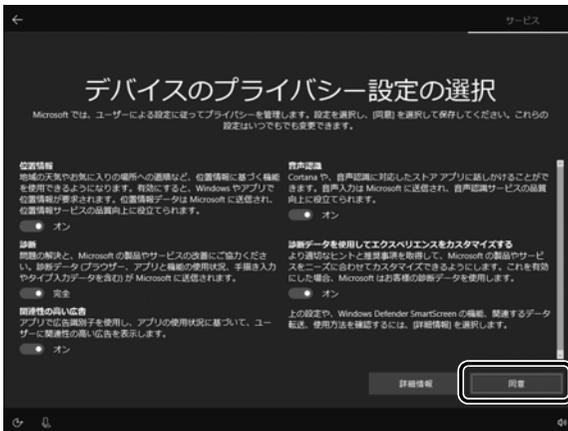 サービス
デバイスのプライバシー設定の選択
Microsoft では、ユーザーによる設定に従ってプライバシーを管理します。設定を選択し、[同意] を選択して保存してください。これらの
設定はいつでも変更できます。
位置情報
地域の天気やお気に入りの場所への道順など、位置情報に基づく機能
を使用できるようになります。有効にすると、Windows やアプリで
位置情報が要求されます。位置情報データは Microsoft に送信され、
位置情報サービスの品質向上に役立てられます。
オン
診断
問題の解決と、Microsoft の製品やサービスの改善にご協力くださ
い。診断データ (ブラウザー、アプリと機能の使用状況、手描き入力
やタイプ入力データを含む) が Microsoft に送信されます。
完全
関連性の高い広告
アプリで広告識別子を使用し、アプリの使用状況に基づいて、ユー
ザーに関連性の高い広告を表示します。
オン
音声認識
Cortana や、音声認識に対応したストア アプリに話しかけることがで
きます。音声入力は Microsoft に送信され、音声認識サービスの品質
向上に役立てられます。
オン
診断データを使用してエクスペリエンスをカスタマイズする
より適切なヒントと推奨事項を取得して、Microsoft の製品やサービ
スをニーズに合わせてカスタマイズできるようにします。これを有効
にした場合、Microsoft はお客様の診断データを使用します。
オン
上の設定や、Windows Defender SmartScreen の機能、関連するデータ
転送、使用方法を確認するには、[詳細情報] を選択します。
詳細情報
同意